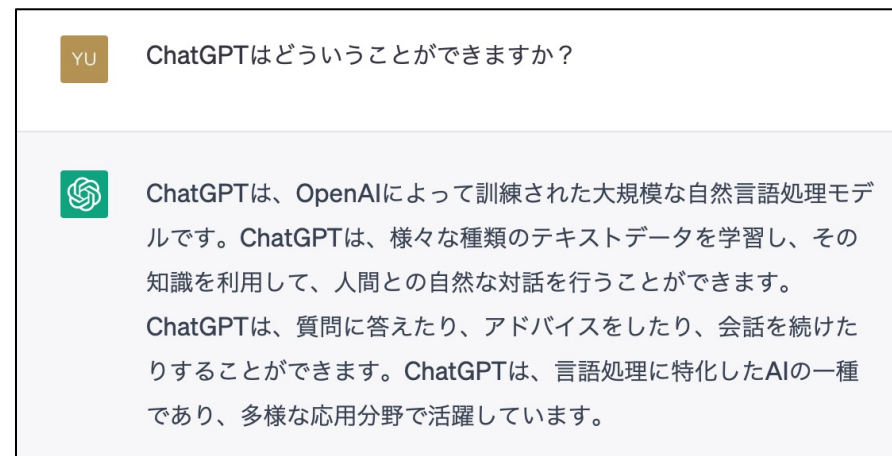 YU
ChatGPTはどういうことができますか？
ChatGPTは、OpenAIによって訓練された大規模な自然言語処理モデ
ルです。ChatGPTは、様々な種類のテキストデータを学習し、その
知識を利用して、人間との自然な対話を行うことができます。
ChatGPTは、質問に答えたり、アドバイスをしたり、会話を続けた
りすることができます。ChatGPTは、言語処理に特化したAIの一種
であり、多様な応用分野で活躍しています。